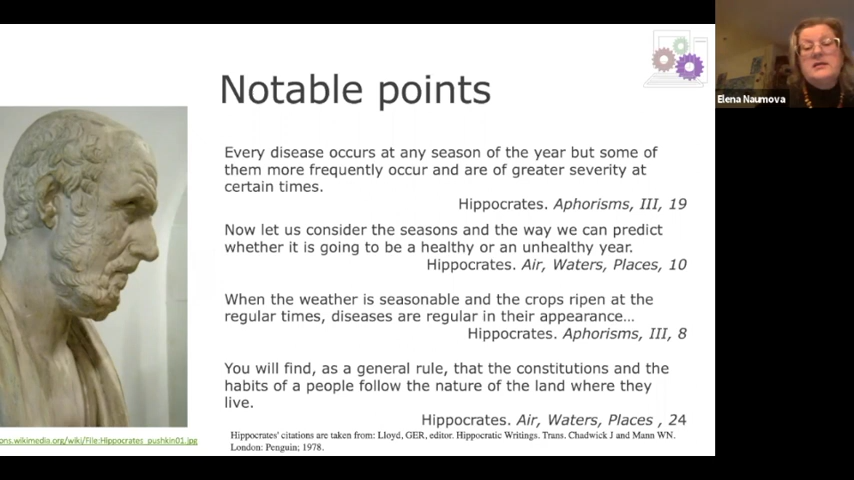 Notable points
Elena Naumova
Every disease occurs at any season of the year but some of
them more frequently occur and are of greater severity at
certain times.
Hippocrates. Aphorisms, III, 19
Now let us consider the seasons and the way we can predict
whether it is going to be a healthy or an unhealthy year.
Hippocrates. Air, Waters, Places, 10
When the weather is seasonable and the crops ripen at the
regular times, diseases are regular in their appearance…
Hippocrates. Aphorisms, III, 8
You will find, as a general rule, that the constitutions and the
habits of a people follow the nature of the land where they
live.
Hippocrates. Air, Waters, Places , 24
ons.wikimedia.org/wiki/File:Hippocrates_pushkin01.jpg
Hippocrates' citations are taken from: Lloyd, GER, editor. Hippocratic Writings. Trans. Chadwick J and Mann WN.
London: Penguin; 1978.